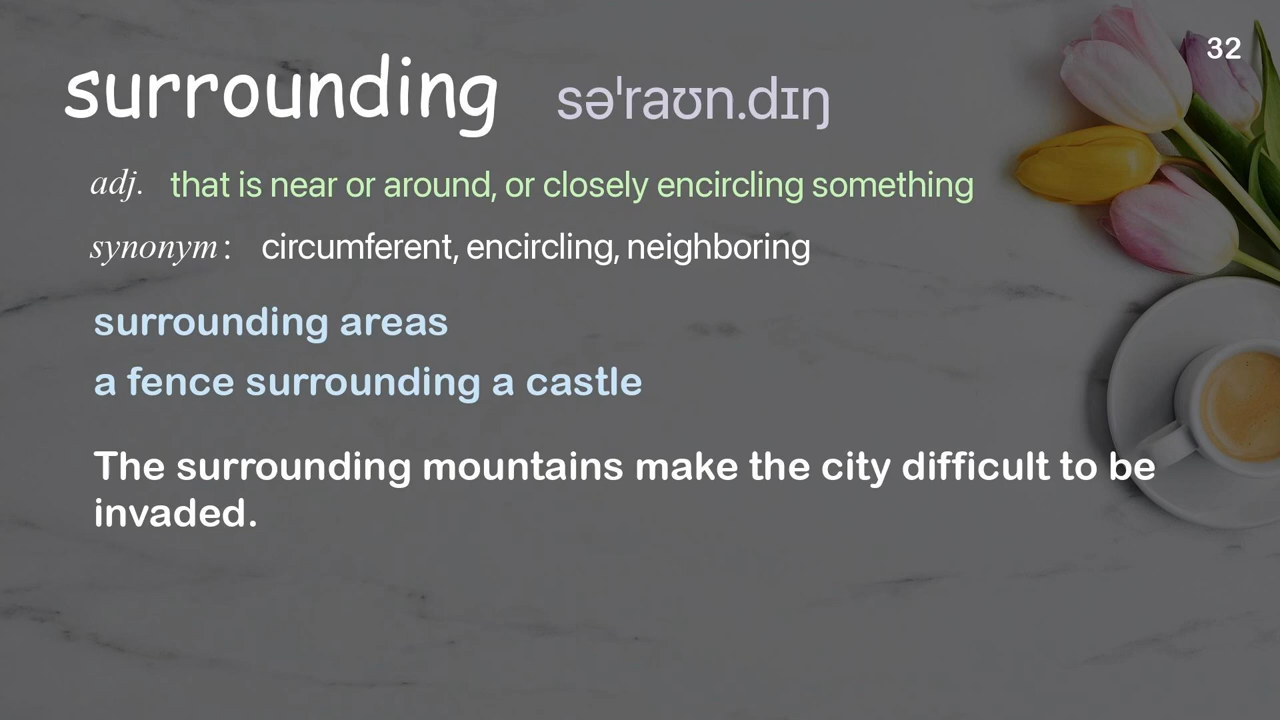 32
surrounding səˈraʊn.dɪŋ
adj. that is near or around, or closely encircling something
synonym: circumferent, encircling, neighboring
surrounding areas
a fence surrounding a castle
The surrounding mountains make the city difficult to be
invaded.